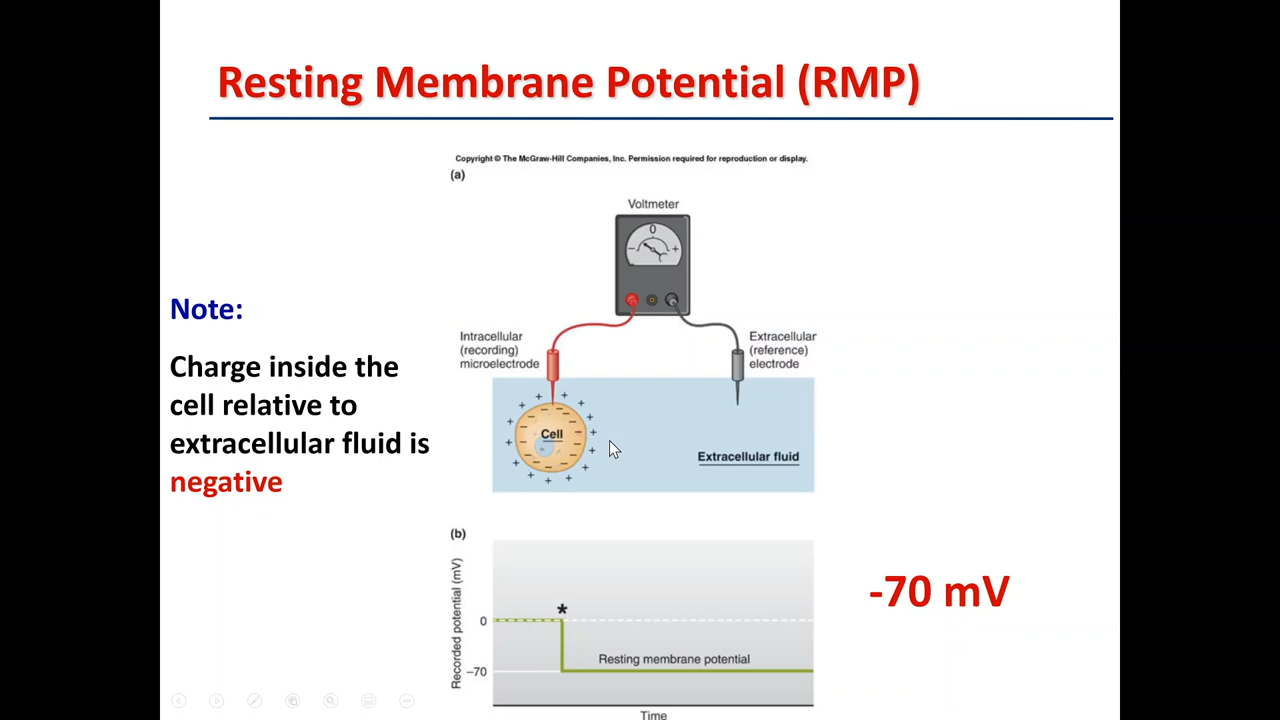 Resting Membrane Potential (RMP)
Copyright © The McGraw-Hill Companies, Inc. Permission required for reproduction or display.
(a)
Voltmeter
0
− +
Note:
Charge inside the
cell relative to
extracellular fluid is
negative
Intracellular
(recording)
microelectrode
Extracellular
(reference)
electrode
Cell
Extracellular fluid
(b)
Recorded potential (mV)
*
0
−70
Resting membrane potential
Time
-70 mV